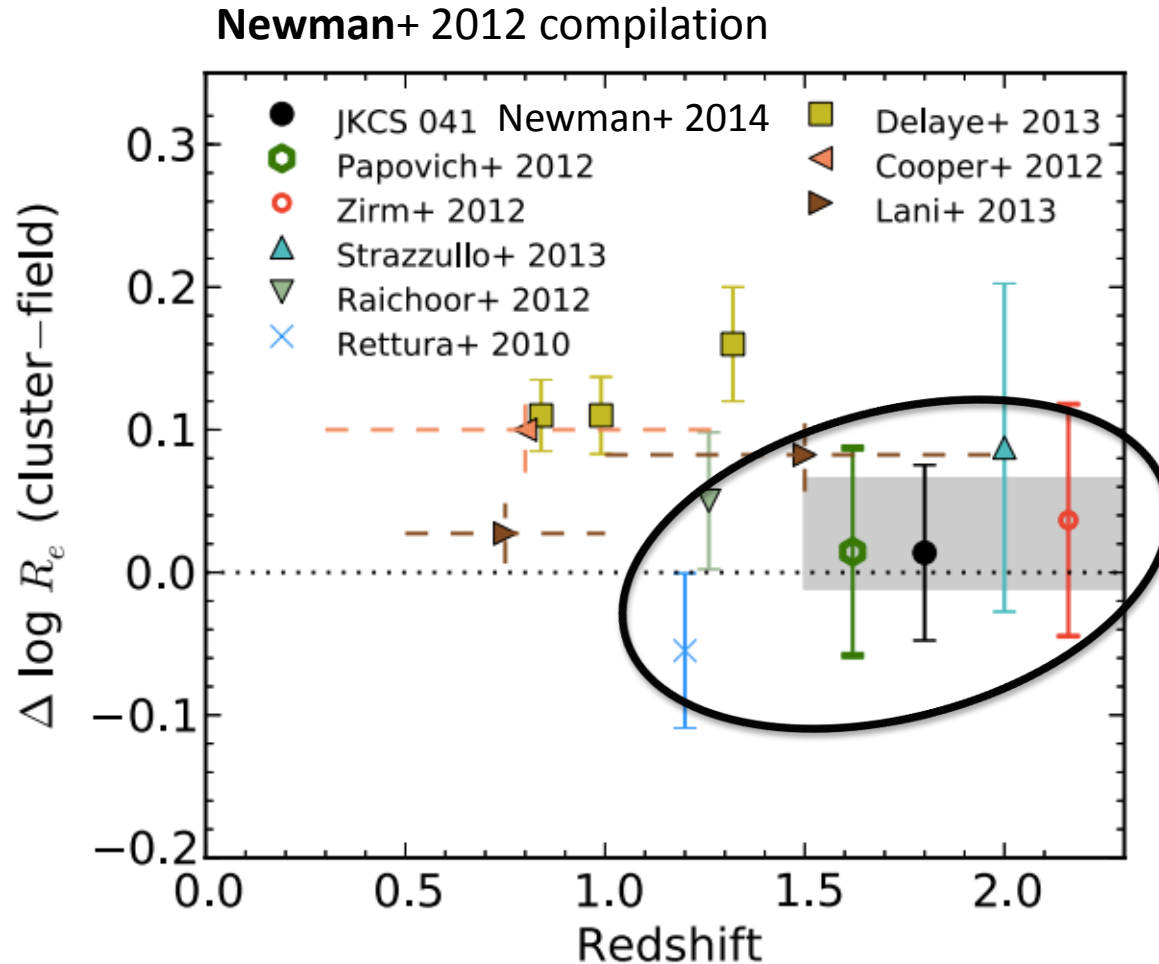 Newman+ 2012 compilation
JKCS 041 Newman+ 2014
Papovich+ 2012
Zirm+ 2012
Strazzullo+ 2013
Raichoor+ 2012
Rettura+ 2010
Delaye+ 2013
Cooper+ 2012
Lani+ 2013
Δ log R_e (cluster−field)
0.3
0.2
0.1
0.0
−0.1
−0.2
0.0 0.5 1.0 1.5 2.0
Redshift